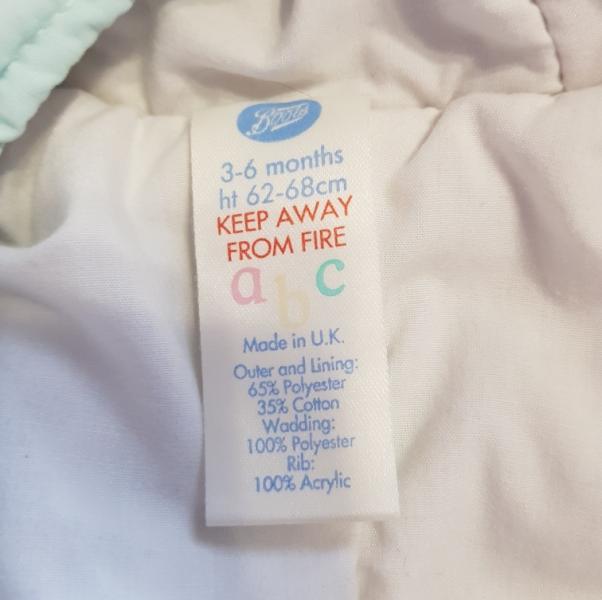 Boots
3-6 months
ht 62-68cm
KEEP AWAY
FROM FIRE
abc
Made in U.K.
Outer and Lining:
65% Polyester
35% Cotton
Wadding:
100% Polyester
Rib:
100% Acrylic